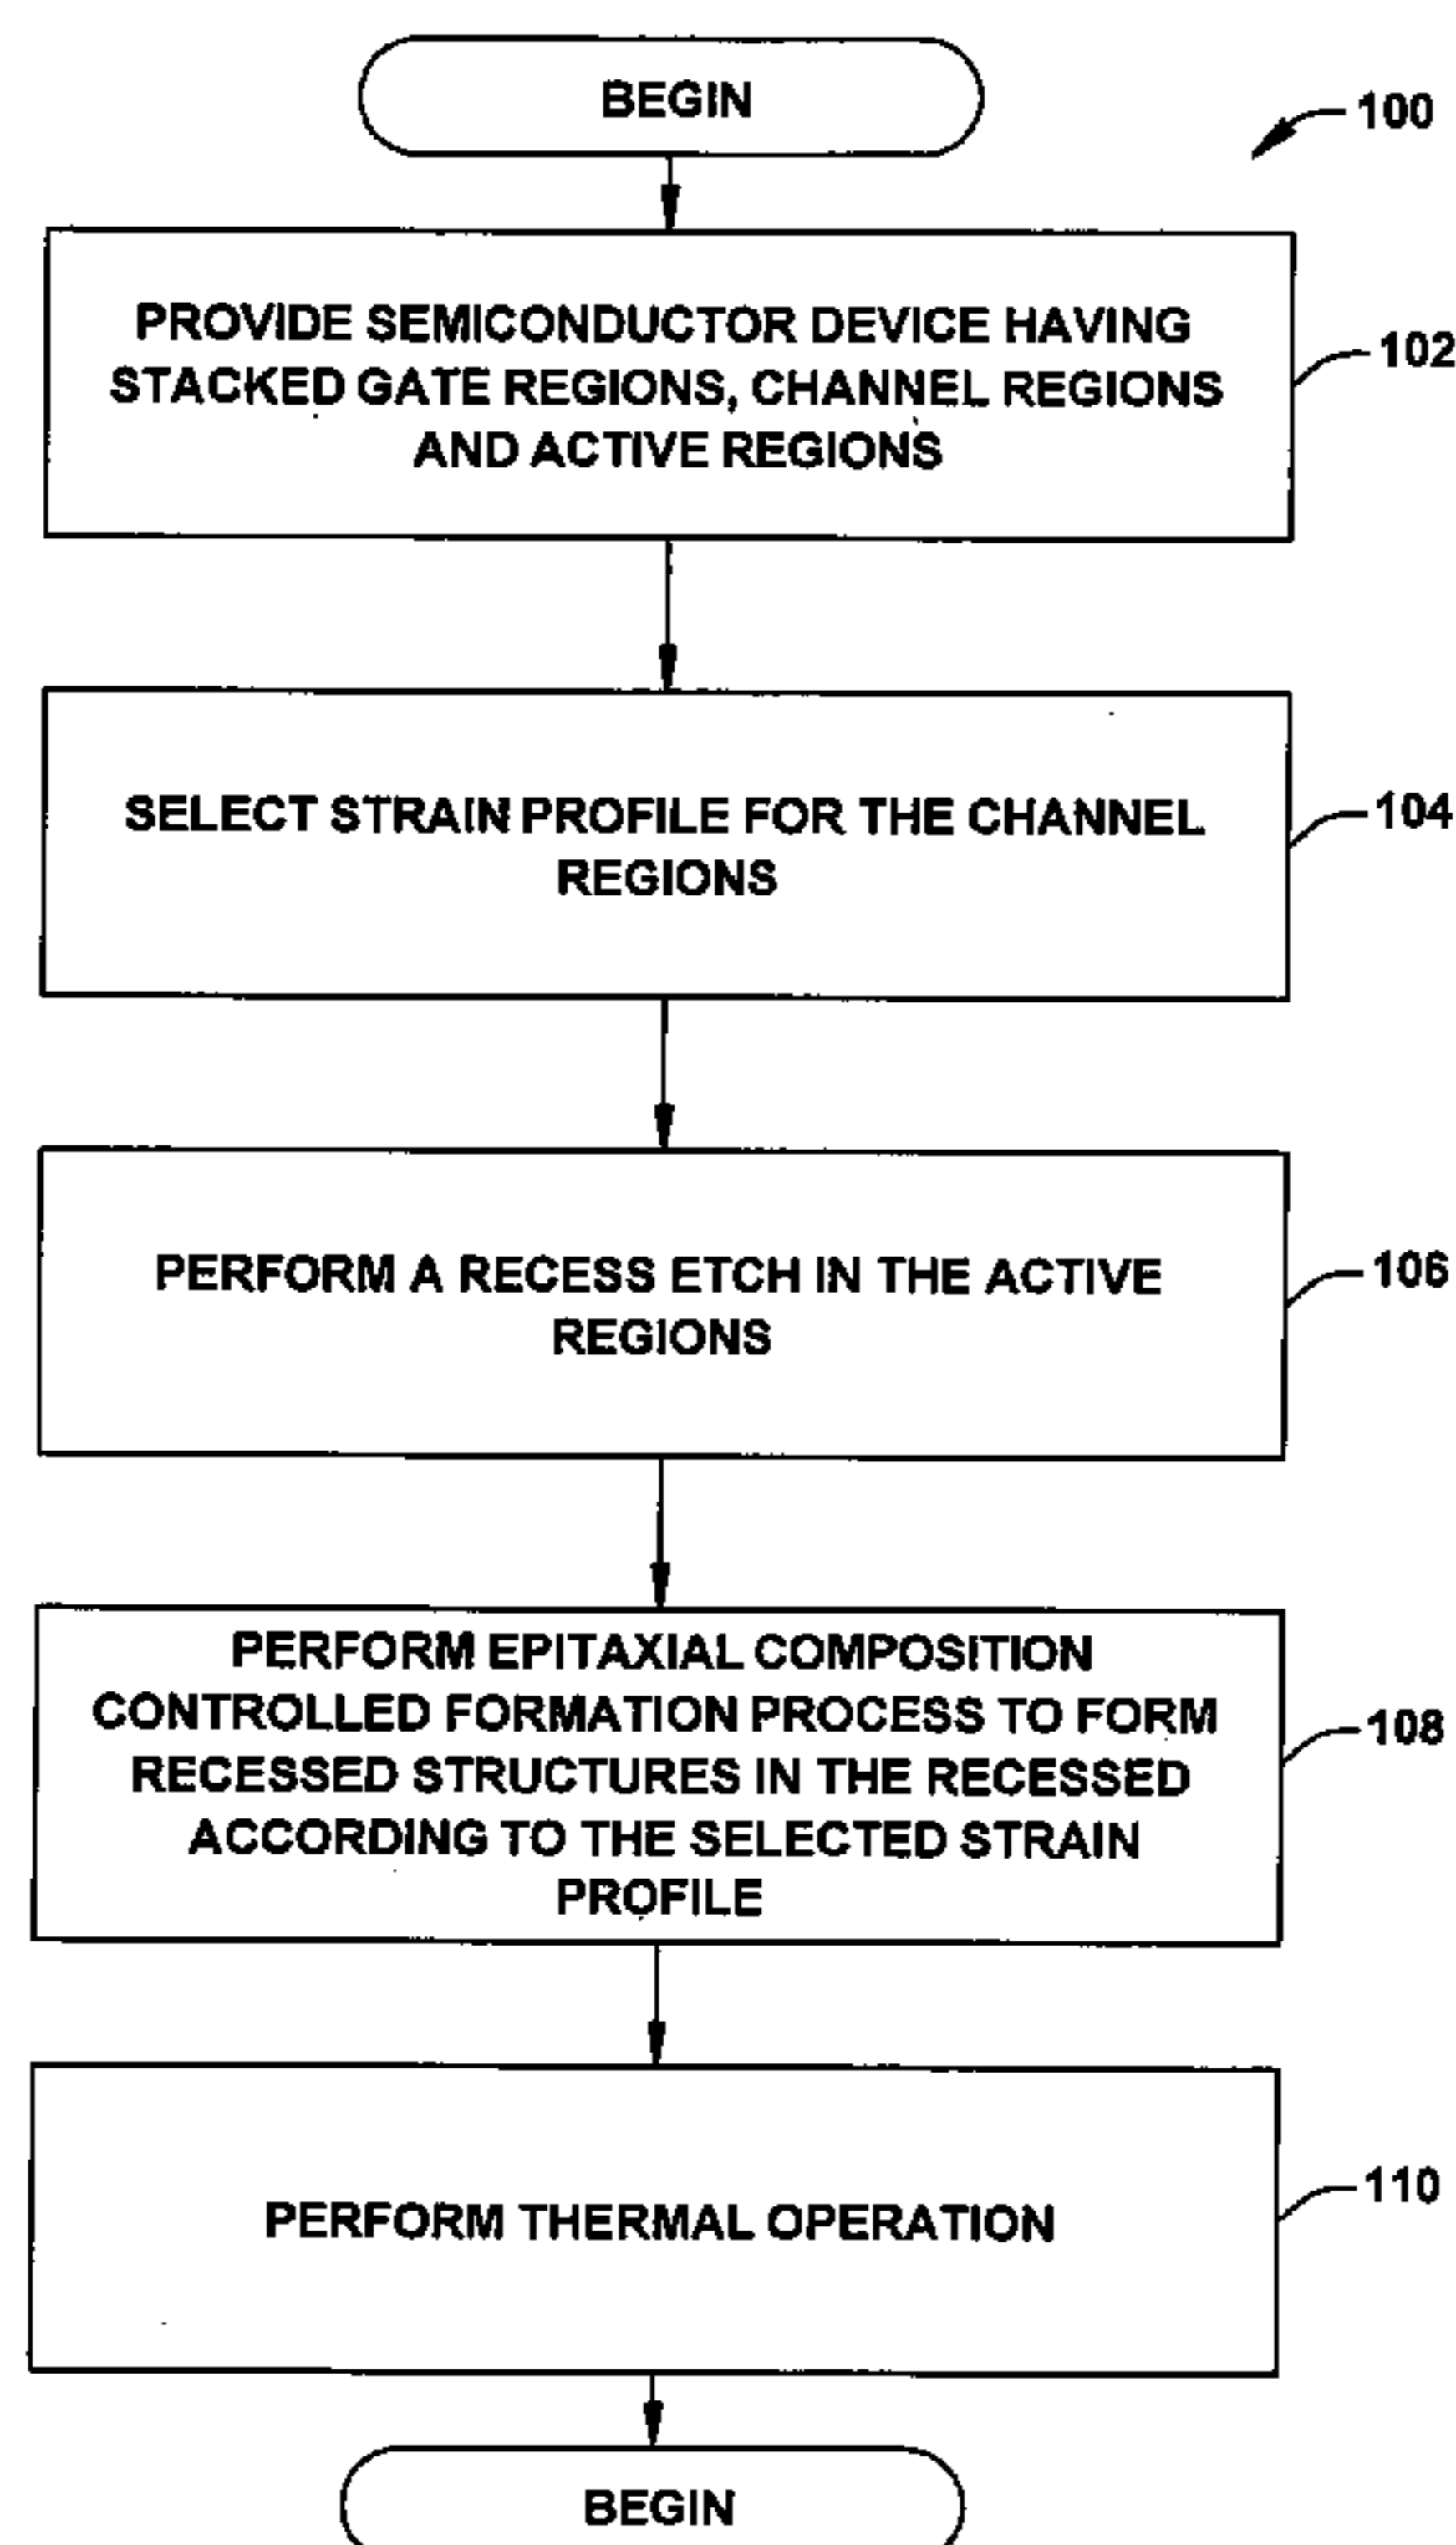 BEGIN
100
PROVIDE SEMICONDUCTOR DEVICE HAVING
STACKED GATE REGIONS, CHANNEL REGIONS
AND ACTIVE REGIONS
102
SELECT STRAIN PROFILE FOR THE CHANNEL
REGIONS
104
PERFORM A RECESS ETCH IN THE ACTIVE
REGIONS
106
PERFORM EPITAXIAL COMPOSITION
CONTROLLED FORMATION PROCESS TO FORM
RECESSED STRUCTURES IN THE RECESSED
ACCORDING TO THE SELECTED STRAIN
PROFILE
108
PERFORM THERMAL OPERATION
110
BEGIN